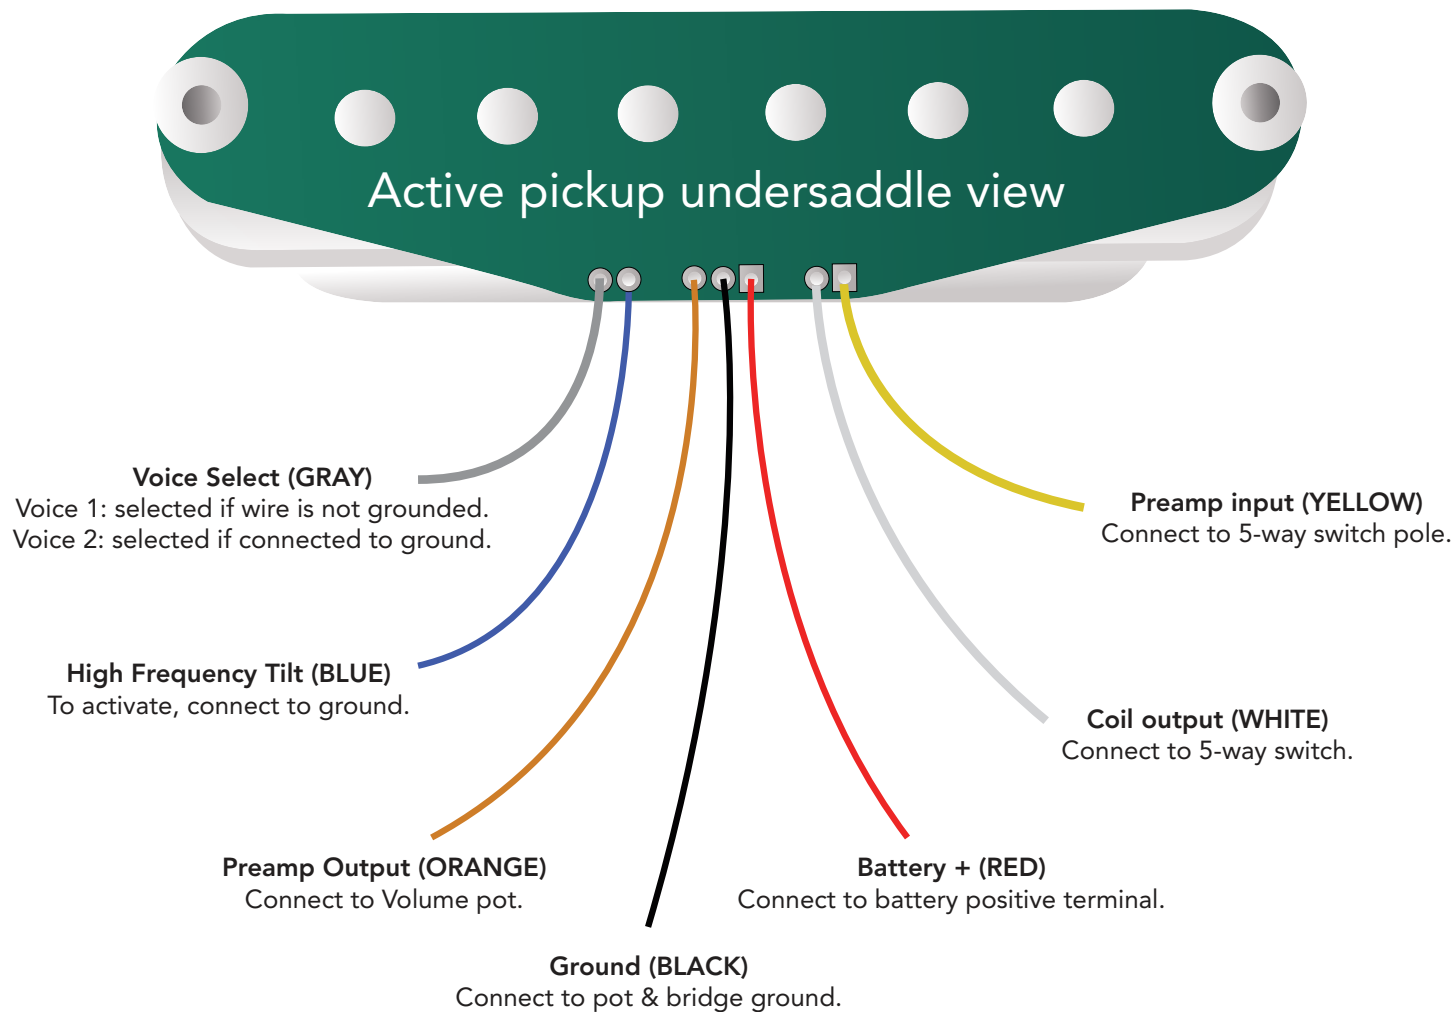 Active pickup undersaddle view
Voice Select (GRAY)
Voice 1: selected if wire is not grounded.
Voice 2: selected if connected to ground.
Preamp input (YELLOW)
Connect to 5-way switch pole.
High Frequency Tilt (BLUE)
To activate, connect to ground.
Coil output (WHITE)
Connect to 5-way switch.
Preamp Output (ORANGE)
Connect to Volume pot.
Battery + (RED)
Connect to battery positive terminal.
Ground (BLACK)
Connect to pot & bridge ground.